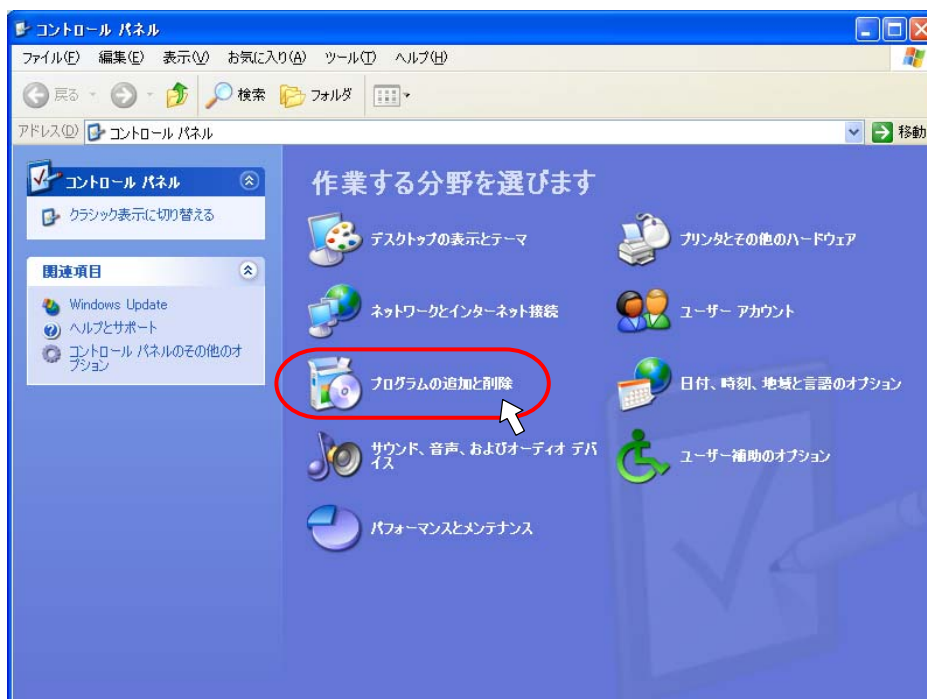 コントロール パネル
ファイル(F) 編集(E) 表示(V) お気に入り(A) ツール(T) ヘルプ(H)
戻る 検索 フォルダ
アドレス(D) コントロール パネル 移動
コントロール パネル
クラシック表示に切り替える
関連項目
Windows Update
ヘルプとサポート
コントロール パネルのその他のオ
プション
作業する分野を選びます
デスクトップの表示とテーマ
プリンタとその他のハードウェア
ネットワークとインターネット接続
ユーザー アカウント
プログラムの追加と削除
日付、時刻、地域と言語のオプション
サウンド、音声、およびオーディオ デバ
イス
ユーザー補助のオプション
パフォーマンスとメンテナンス